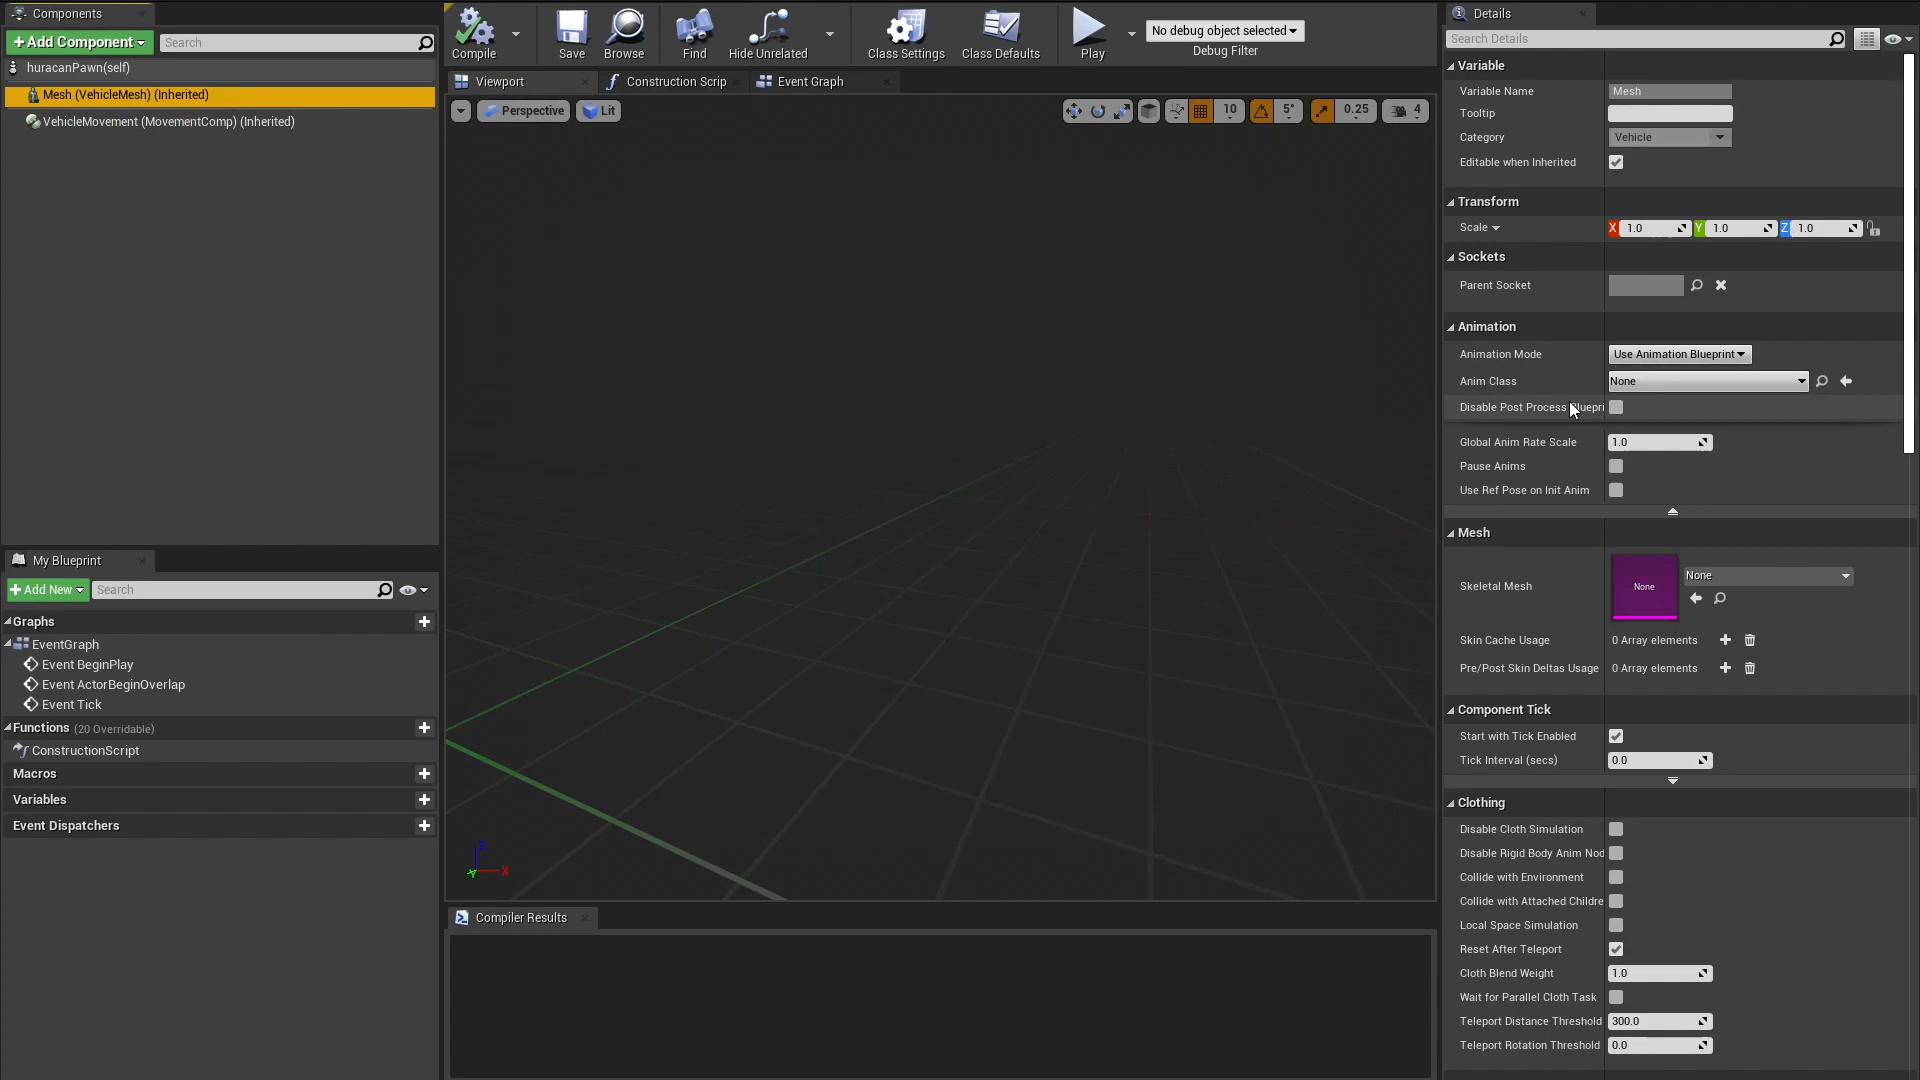 Components
+Add Component
Search
huracanPawn(self)
Mesh (VehicleMesh) (Inherited)
VehicleMovement (MovementComp) (Inherited)
My Blueprint
+Add New
Search
Graphs
EventGraph
Event BeginPlay
Event ActorBeginOverlap
Event Tick
Functions (20 Overridable)
ConstructionScript
Macros
Variables
Event Dispatchers
Compile
Save
Browse
Find
Hide Unrelated
Class Settings
Class Defaults
Play
No debug object selected
Debug Filter
Viewport
Construction Scrip
Event Graph
Perspective
Lit
10
5°
0.25
4
Z
X
Y
Compiler Results
Details
Search Details
Variable
Variable Name Mesh
Tooltip
Category Vehicle
Editable when Inherited
Transform
Scale X 1.0 Y 1.0 Z 1.0
Sockets
Parent Socket
Animation
Animation Mode Use Animation Blueprint
Anim Class None
Disable Post Process Bluepri
Global Anim Rate Scale 1.0
Pause Anims
Use Ref Pose on Init Anim
Mesh
Skeletal Mesh None None
Skin Cache Usage 0 Array elements
Pre/Post Skin Deltas Usage 0 Array elements
Component Tick
Start with Tick Enabled
Tick Interval (secs) 0.0
Clothing
Disable Cloth Simulation
Disable Rigid Body Anim Nod
Collide with Environment
Collide with Attached Childre
Local Space Simulation
Reset After Teleport
Cloth Blend Weight 1.0
Wait for Parallel Cloth Task
Teleport Distance Threshold 300.0
Teleport Rotation Threshold 0.0